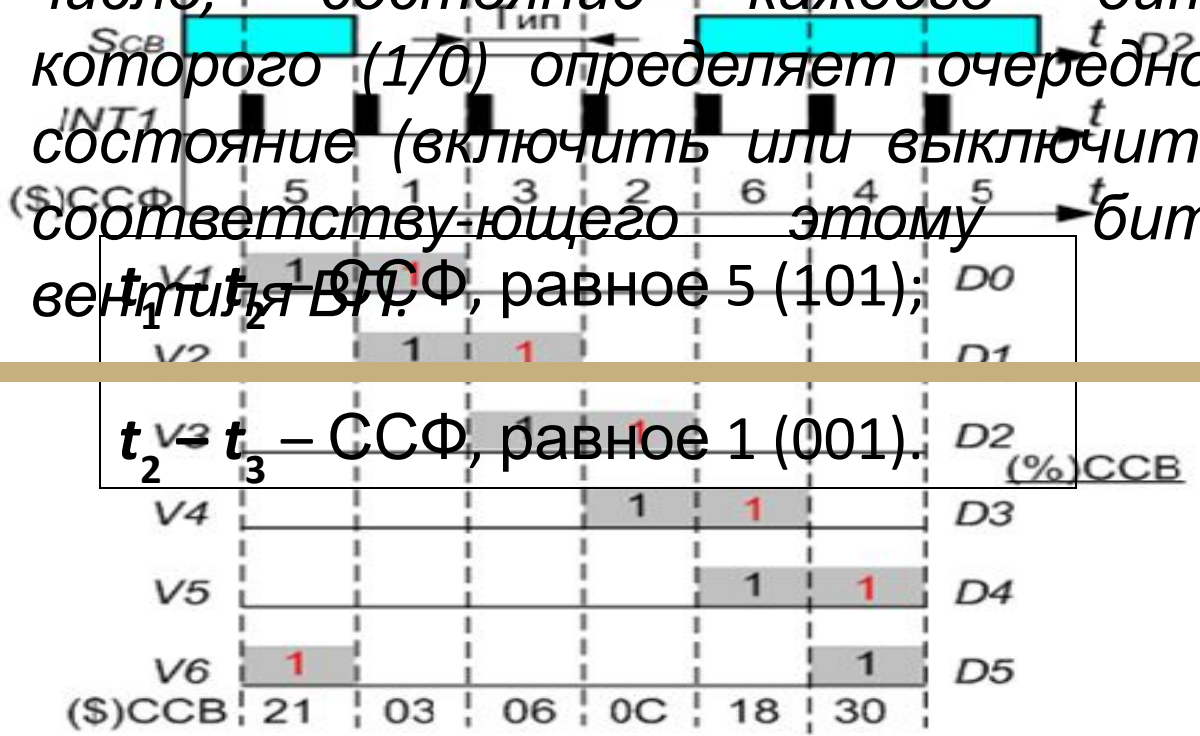 число, состояние каждого бит
Sсв Тип t D2
которого (1/0) определяет очередно
INT1 t
состояние (включить или выключит
($)ССФ 5 1 3 2 6 4 5 t
соответству-ющего этому бит
V1 1 1 D0
вентиля ВП.
t1 – t2 – ССФ, равное 5 (101);
V2 1 1 D1
V3 1 1 D2
t2 – t3 – ССФ, равное 1 (001).
(%)ССВ
V4 1 1 D3
V5 1 1 D4
V6 1 1 D5
($)ССВ 21 03 06 0C 18 30